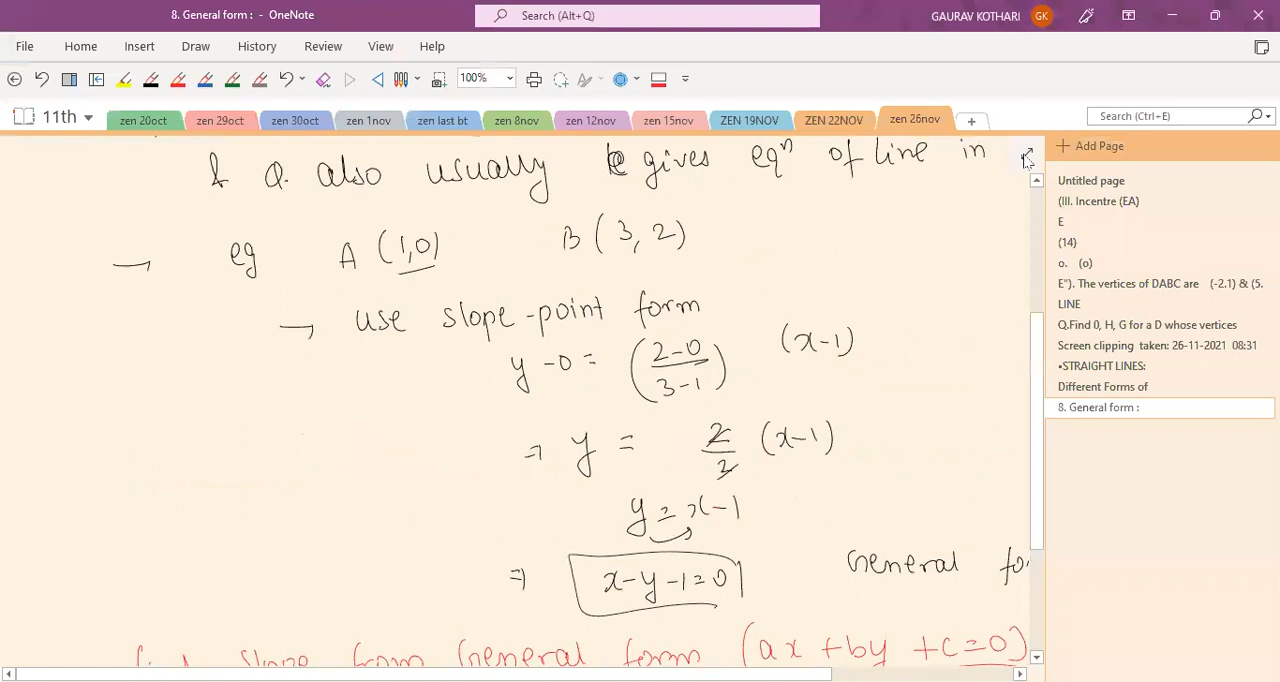 8. General form : - OneNote
Search (Alt+Q)
GAURAV KOTHARI GK
File Home Insert Draw History Review View Help
100%
11th zen 20oct zen 29oct zen 30oct zen 1nov zen last bt zen 8nov zen 12nov zen 15nov ZEN 19NOV ZEN 22NOV zen 26nov +
Search (Ctrl+E)
Add Page
Untitled page
(III. Incentre (EA)
E
(14)
o. (o)
E"). The vertices of DABC are (-2.1) & (5.
LINE
Q.Find 0, H, G for a D whose vertices
Screen clipping taken: 26-11-2021 08:31
•STRAIGHT LINES:
Different Forms of
8. General form :
& Q. also usually gives eqⁿ of line in
→ eg A (1,0) B (3, 2)
→ use slope-point form
y -0 = (2-0/3-1) (x-1)
⇒ y = 2/2 (x-1)
y = x-1
⇒ x-y-1=0 General fo
slope from General form (ax +by +c=0)